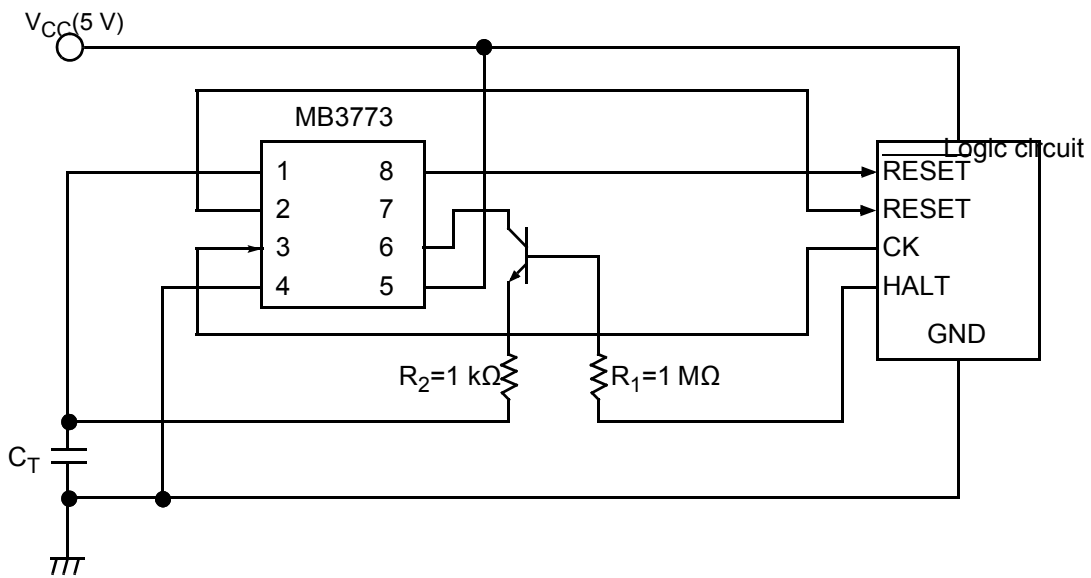 VCC(5 V)
MB3773
Logic circuit
1 8 RESET
2 7 RESET
3 6 CK
4 5 HALT
GND
R2=1 kΩ R1=1 MΩ
CT